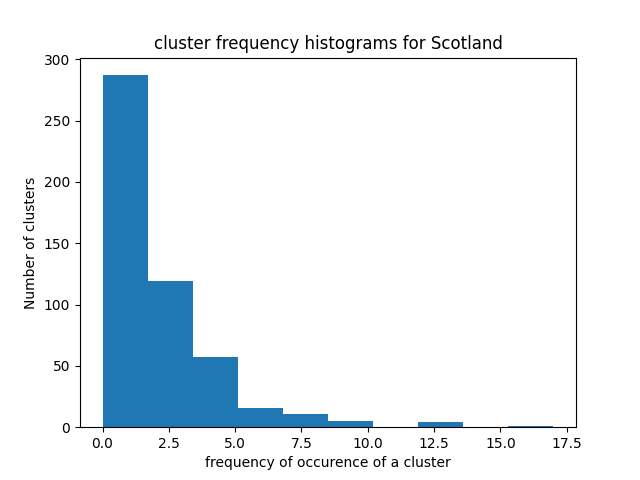 cluster frequency histograms for Scotland
300
250
200
150
100
50
0
Number of clusters
0.0 2.5 5.0 7.5 10.0 12.5 15.0 17.5
frequency of occurence of a cluster